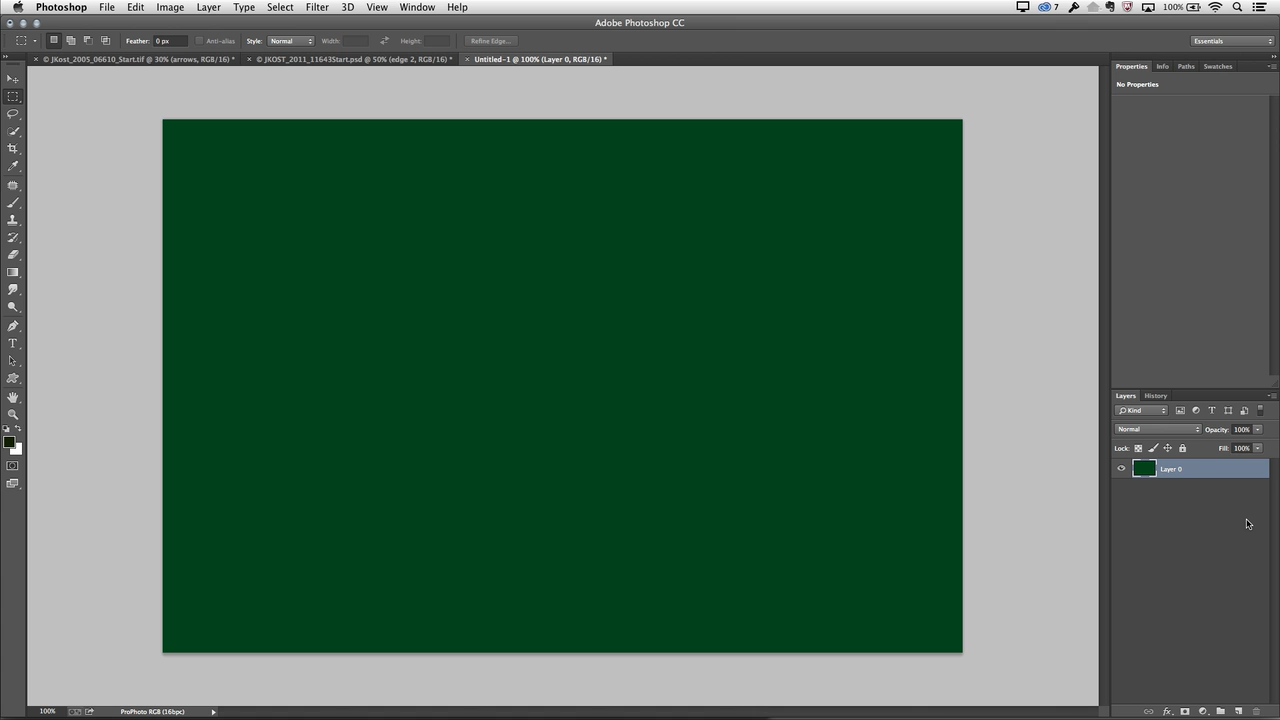 Photoshop File Edit Image Layer Type Select Filter 3D View Window Help 7 100%
Adobe Photoshop CC
Feather: 0 px Anti-alias Style: Normal Width: Height: Refine Edge... Essentials
© JKost_2005_06610_Start.tif @ 30% (arrows, RGB/16) * © JKOST_2011_11643Start.psd @ 50% (edge 2, RGB/16) * Untitled-1 @ 100% (Layer 0, RGB/16) *
Properties Info Paths Swatches
No Properties
Layers History
Kind
Normal Opacity: 100%
Lock: Fill: 100%
Layer 0
100% ProPhoto RGB (16bpc)